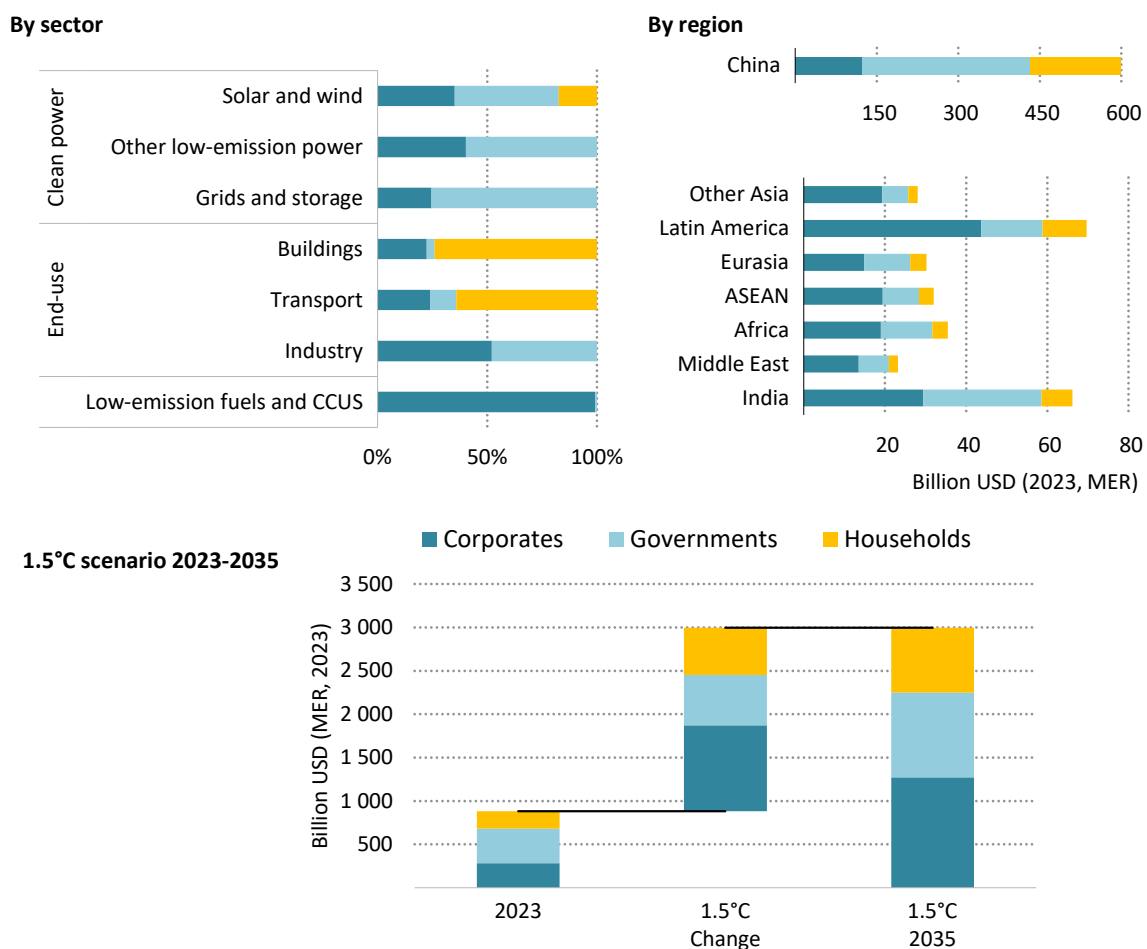 By sector
Clean power
Solar and wind
Other low-emission power
Grids and storage
End-use
Buildings
Transport
Industry
Low-emission fuels and CCUS
0% 50% 100%
By region
China
150 300 450 600
Other Asia
Latin America
Eurasia
ASEAN
Africa
Middle East
India
20 40 60 80
Billion USD (2023, MER)
Corporates Governments Households
1.5°C scenario 2023-2035
Billion USD (MER, 2023)
3 500
3 000
2 500
2 000
1 500
1 000
500
2023
1.5°C
Change
1.5°C
2035